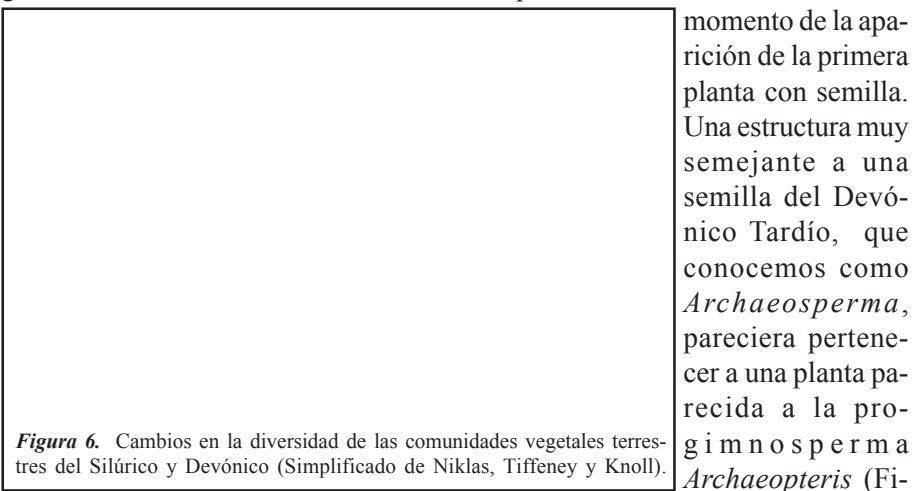 momento de la apa-
rición de la primera
planta con semilla.
Una estructura muy
semejante a una
semilla del Devó-
nico Tardío, que
conocemos como
Archaeosperma,
pareciera pertene-
cer a una planta pa-
recida a la pro-
gimnosperma
Archaeopteris (Fi-
Figura 6. Cambios en la diversidad de las comunidades vegetales terres-
tres del Silúrico y Devónico (Simplificado de Niklas, Tiffeney y Knoll).